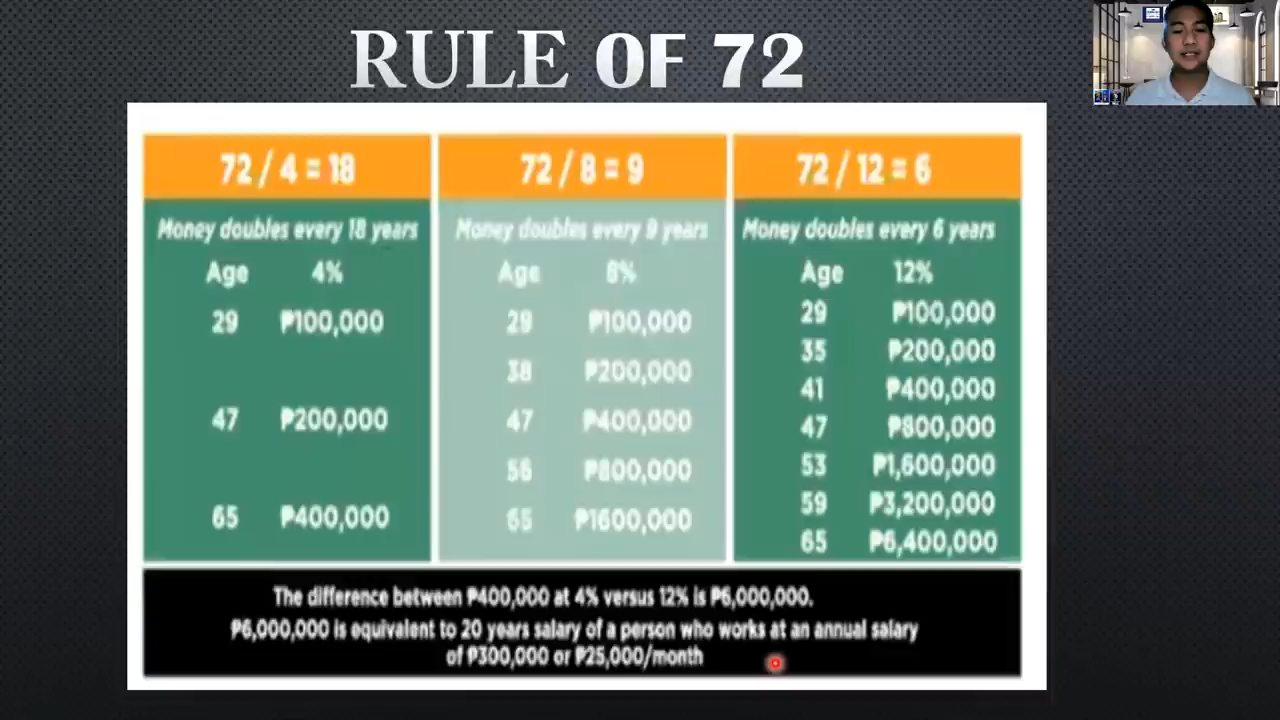 RULE OF 72
72 / 4 = 18
Money doubles every 18 years
Age 4%
29 ₱100,000
47 ₱200,000
65 ₱400,000
72 / 8 = 9
Money doubles every 9 years
Age 8%
29 ₱100,000
38 ₱200,000
47 ₱400,000
56 ₱800,000
65 ₱1600,000
72 / 12 = 6
Money doubles every 6 years
Age 12%
29 ₱100,000
35 ₱200,000
41 ₱400,000
47 ₱800,000
53 ₱1,600,000
59 ₱3,200,000
65 ₱6,400,000
The difference between ₱400,000 at 4% versus 12% is ₱6,000,000.
₱6,000,000 is equivalent to 20 years salary of a person who works at an annual salary
of ₱300,000 or ₱25,000/month